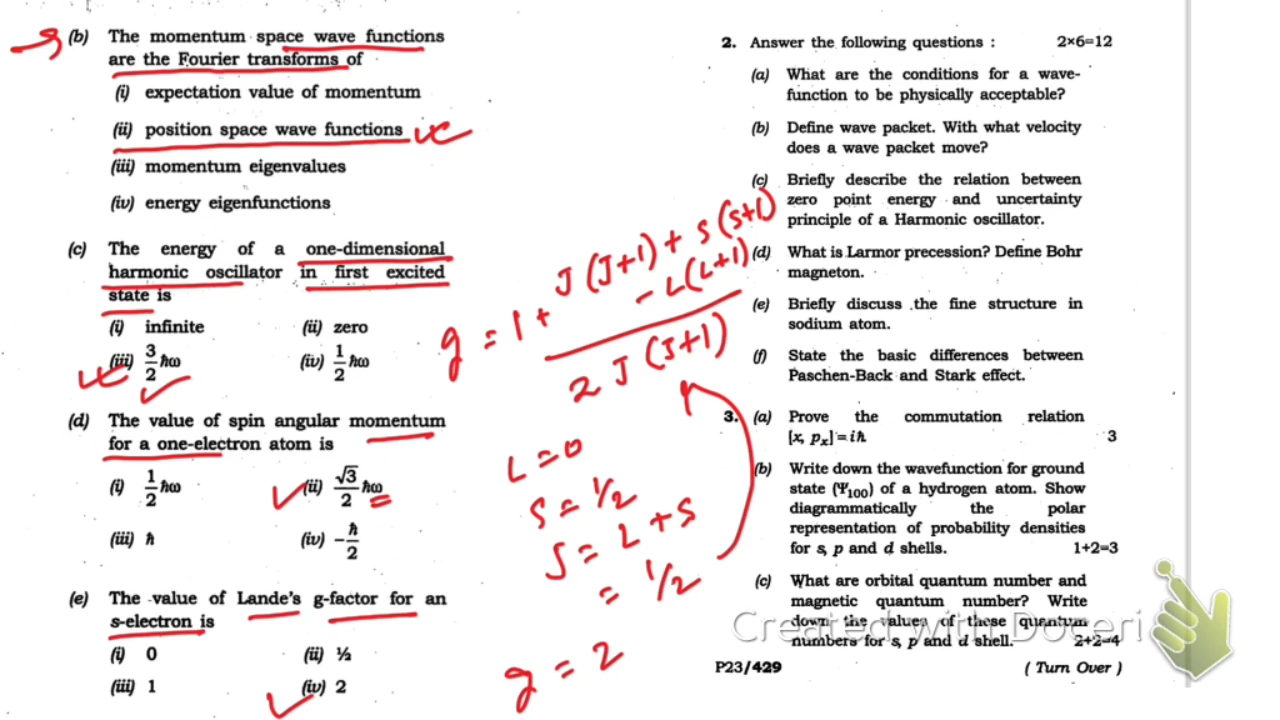 (b) The momentum space wave functions
are the Fourier transforms of
(i) expectation value of momentum
(ii) position space wave functions
(iii) momentum eigenvalues
(iv) energy eigenfunctions
(c) The energy of a one-dimensional
harmonic oscillator in first excited
state is
(i) infinite (ii) zero
(iii) 3/2 ħω (iv) 1/2 ħω
(d) The value of spin angular momentum
for a one-electron atom is
(i) 1/2 ħω (ii) √3/2 ħω
(iii) ħ (iv) -ħ/2
(e) The value of Lande's g-factor for an
s-electron is
(i) 0 (ii) ½
(iii) 1 (iv) 2
g = 1 + J(J+1) + S(S+1)
- L(L+1)
2J(J+1)
L = 0
S = 1/2
J = L + S
= 1/2
g = 2
2. Answer the following questions : 2×6=12
(a) What are the conditions for a wave-
function to be physically acceptable?
(b) Define wave packet. With what velocity
does a wave packet move?
(c) Briefly describe the relation between
zero point energy and uncertainty
principle of a Harmonic oscillator.
(d) What is Larmor precession? Define Bohr
magneton.
(e) Briefly discuss the fine structure in
sodium atom.
(f) State the basic differences between
Paschen-Back and Stark effect.
3. (a) Prove the commutation relation
[x, pₓ] = iħ 3
(b) Write down the wavefunction for ground
state (Ψ₁₀₀) of a hydrogen atom. Show
diagrammatically the polar
representation of probability densities
for s, p and d shells. 1+2=3
(c) What are orbital quantum number and
magnetic quantum number? Write
down the values of these quantum
numbers for s, p and d shell. 2+2=4
Created with Doceri
P23/429 ( Turn Over )